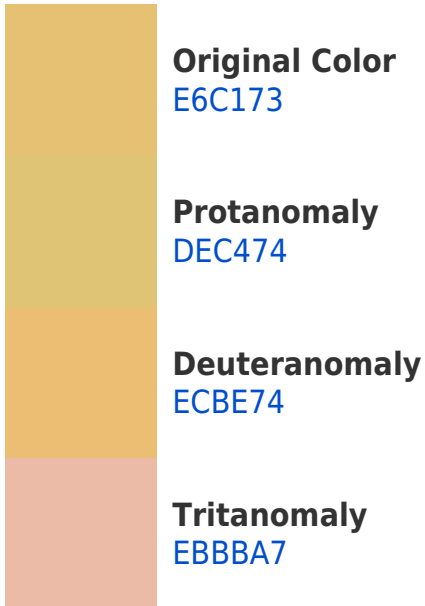 Original Color
E6C173
Protanomaly
DEC474
Deuteranomaly
ECBE74
Tritanomaly
EBBBA7